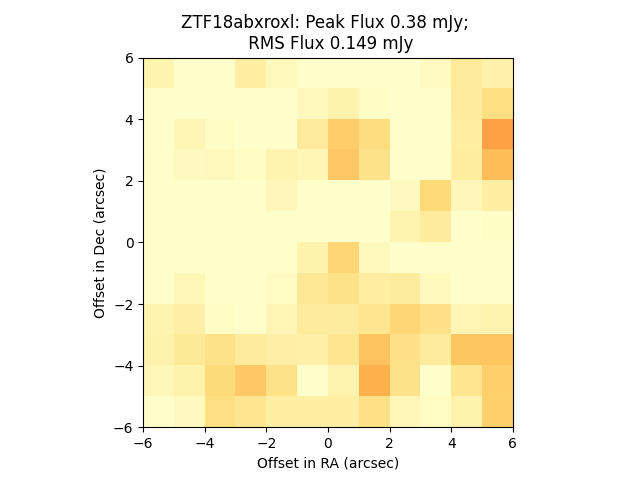 ZTF18abxroxl: Peak Flux 0.38 mJy;
RMS Flux 0.149 mJy
6
4
2
0
−2
−4
−6
Offset in Dec (arcsec)
−6 −4 −2 0 2 4 6
Offset in RA (arcsec)